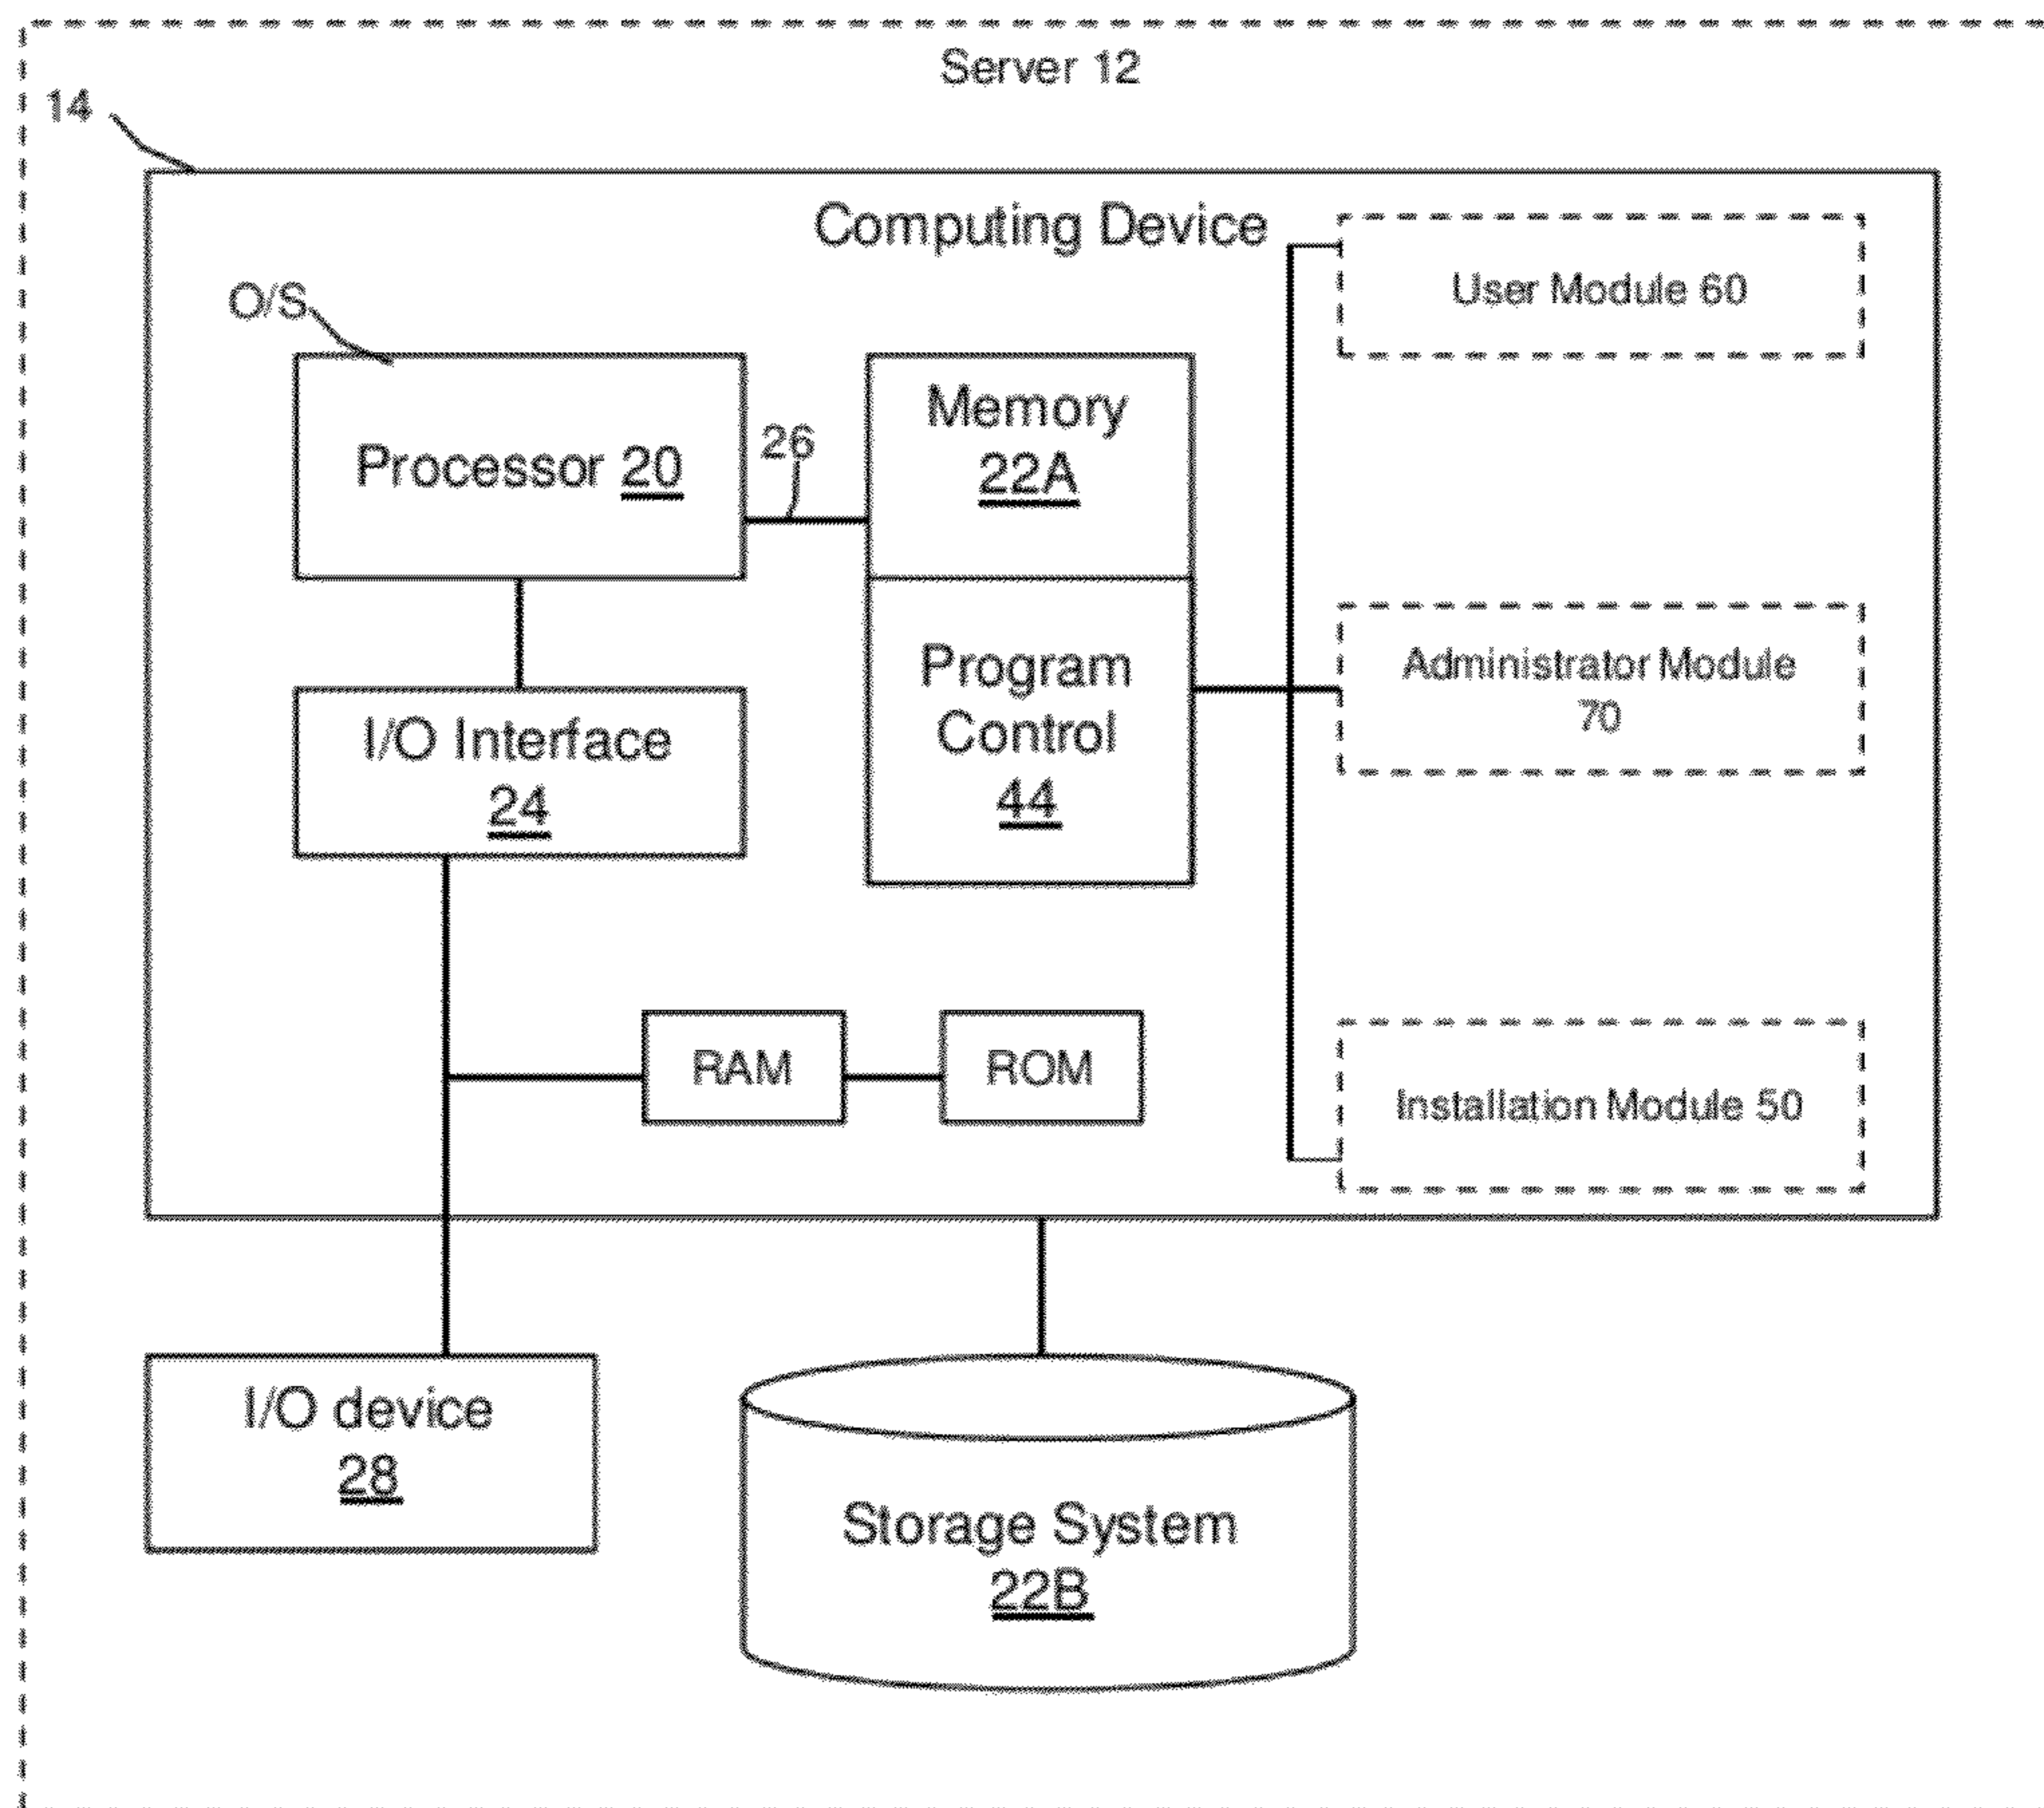 Server 12
14
Computing Device
User Module 60
O/S
Processor 20
26
Memory
22A
Program
Control
44
Administrator Module
70
I/O Interface
24
RAM
ROM
Installation Module 50
I/O device
28
Storage System
22B